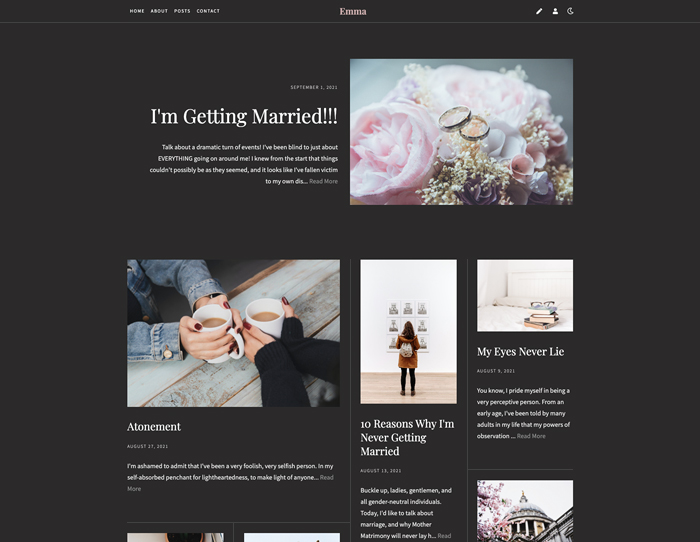 HOME ABOUT POSTS CONTACT
Emma
SEPTEMBER 1, 2021
I'm Getting Married!!!
Talk about a dramatic turn of events! I've been blind to just about
EVERYTHING going on around me! I knew from the start that things
couldn't possibly be as they seemed, and it looks like I've fallen victim
to my own dis... Read More
Atonement
AUGUST 27, 2021
I'm ashamed to admit that I've been a very foolish, very selfish person. In my
self-absorbed penchant for lightheartedness, to make light of anyone... Read
More
10 Reasons Why I'm
Never Getting
Married
AUGUST 13, 2021
Buckle up, ladies, gentlemen, and
all gender-neutral individuals.
Today, I'd like to talk about
marriage, and why Mother
Matrimony will never lay h... Read
My Eyes Never Lie
AUGUST 9, 2021
You know, I pride myself in being a
very perceptive person. From an
early age, I've been told by many
adults in my life that my powers of
observation ... Read More